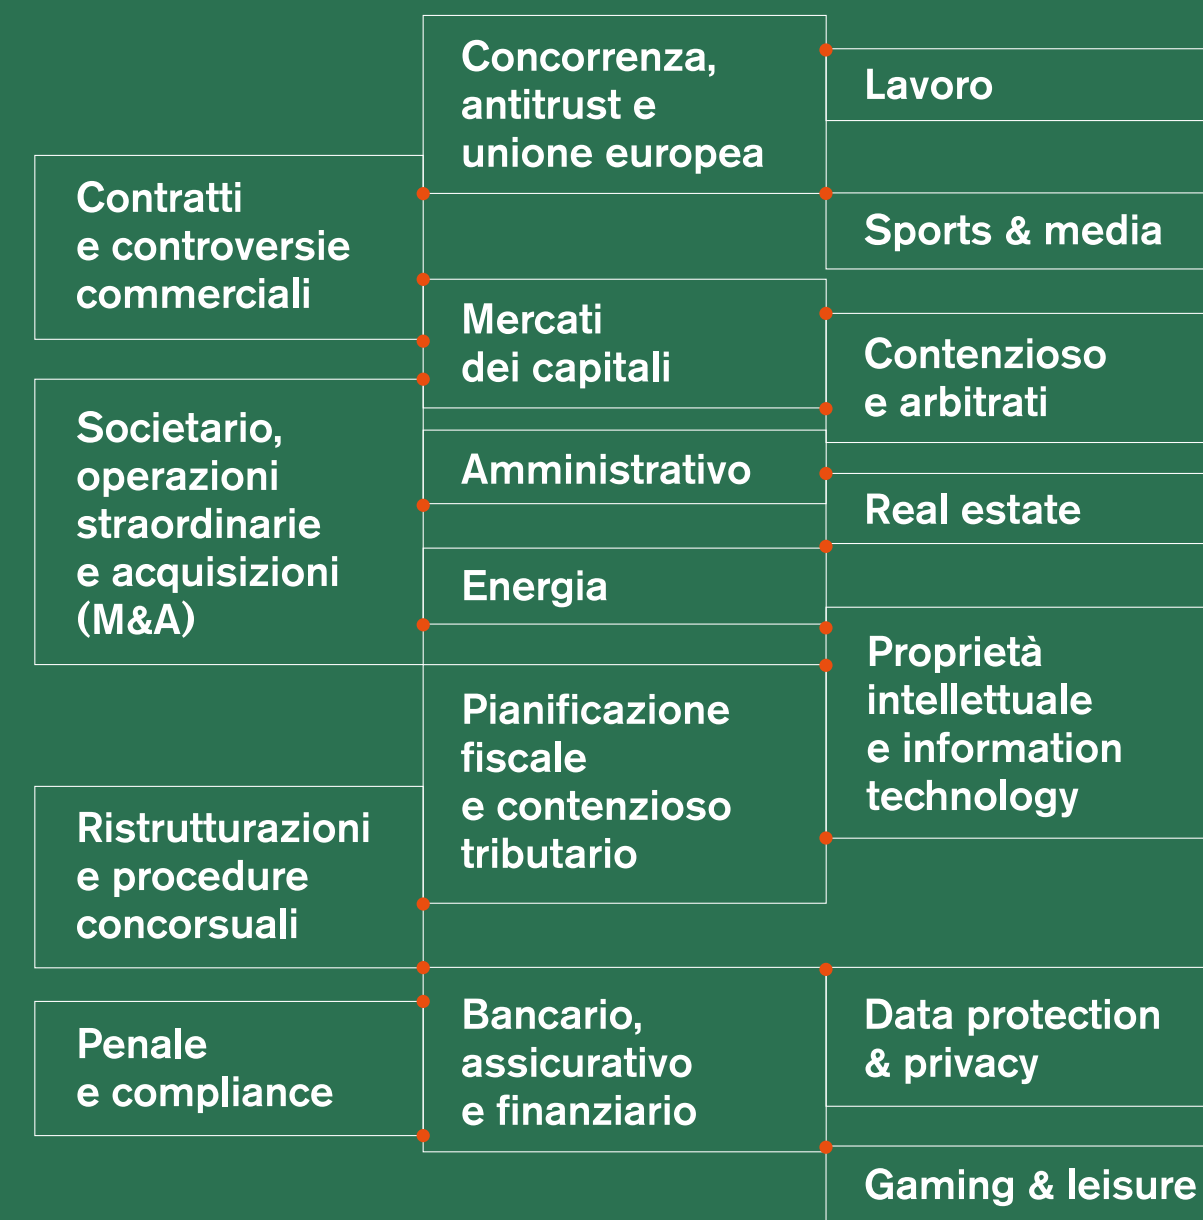 Contratti
e controversie
commerciali
Societario,
operazioni
straordinarie
e acquisizioni
(M&A)
Ristrutturazioni
e procedure
concorsuali
Penale
e compliance
Concorrenza,
antitrust e
unione europea
Mercati
dei capitali
Amministrativo
Energia
Pianificazione
fiscale
e contenzioso
tributario
Bancario,
assicurativo
e finanziario
Lavoro
Sports & media
Contenzioso
e arbitrati
Real estate
Proprietà
intellettuale
e information
technology
Data protection
& privacy
Gaming & leisure